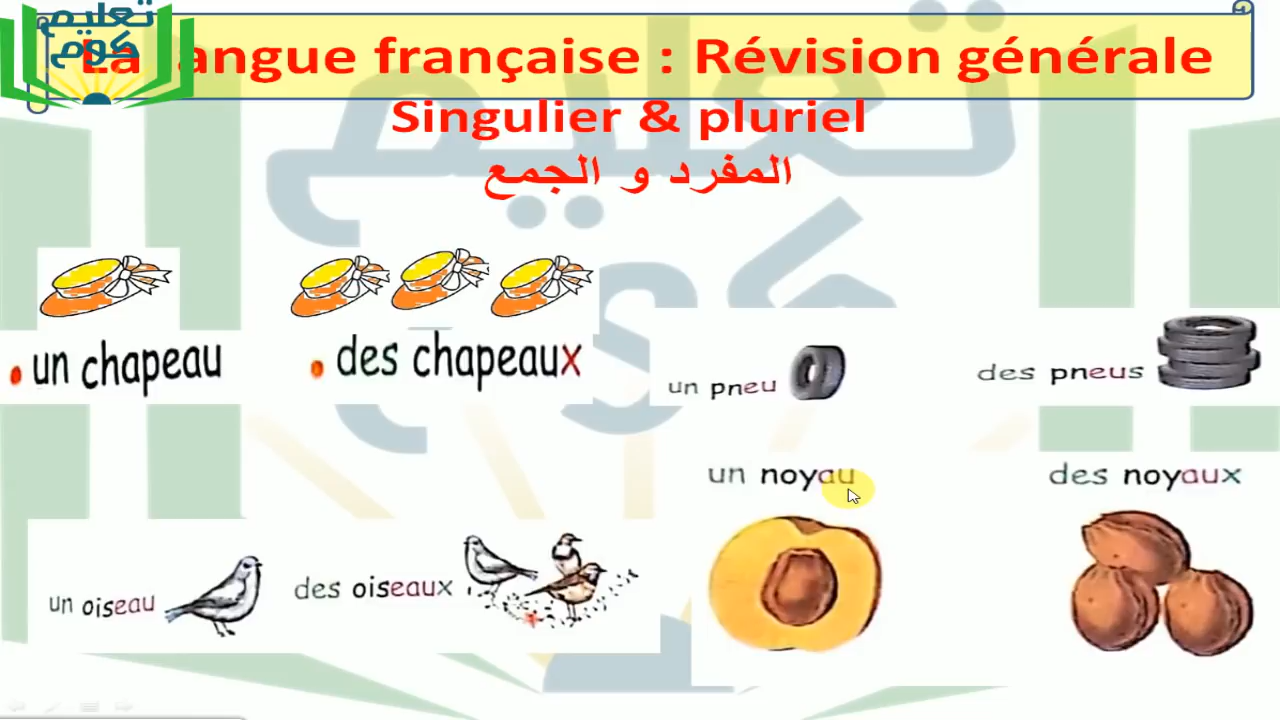 تعليم
كوم
La langue française : Révision générale
Singulier & pluriel
المفرد و الجمع
un chapeau
des chapeaux
un pneu
des pneus
un noyau
des noyaux
un oiseau
des oiseaux